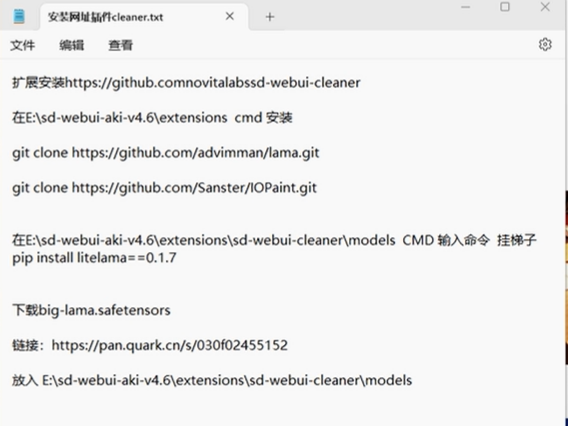 安装网址插件cleaner.txt
文件 编辑 查看
扩展安装https://github.comnovitalabssd-webui-cleaner
在E:\sd-webui-aki-v4.6\extensions cmd 安装
git clone https://github.com/advimman/lama.git
git clone https://github.com/Sanster/IOPaint.git
在E:\sd-webui-aki-v4.6\extensions\sd-webui-cleaner\models CMD 输入命令 挂梯子
pip install litelama==0.1.7
下载big-lama.safetensors
链接：https://pan.quark.cn/s/030f02455152
放入 E:\sd-webui-aki-v4.6\extensions\sd-webui-cleaner\models